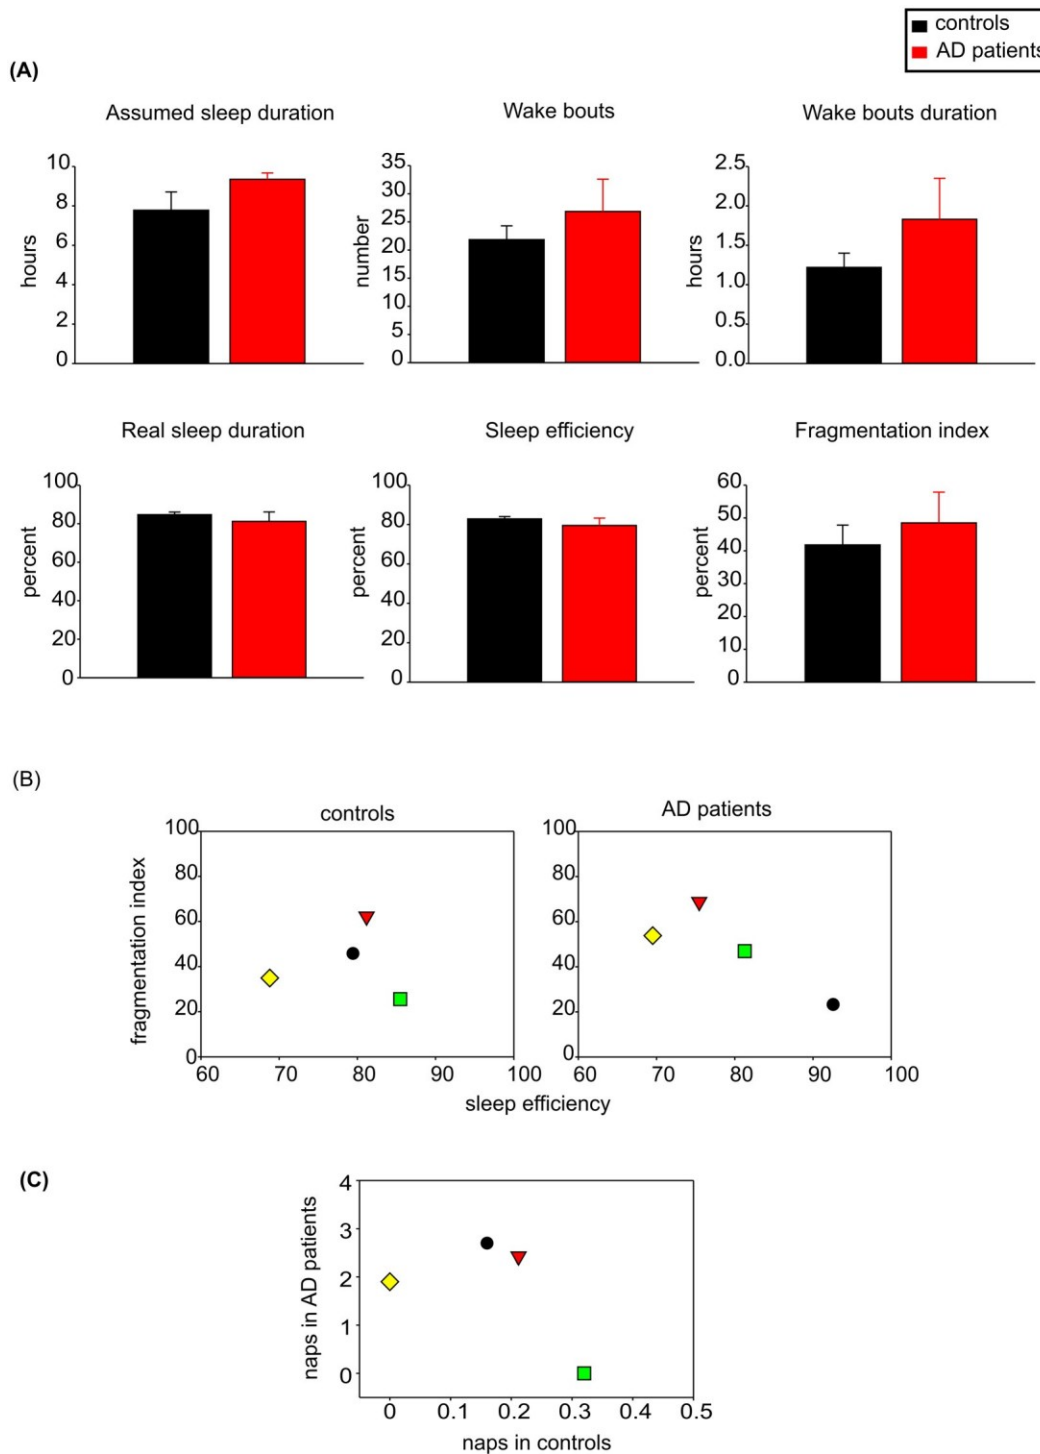 controls
AD patients
(A)
Assumed sleep duration
Wake bouts
Wake bouts duration
hours
10
8
6
4
2
0
number
35
30
25
20
15
10
5
0
hours
2.5
2.0
1.5
1.0
0.5
0.0
Real sleep duration
Sleep efficiency
Fragmentation index
percent
100
80
60
40
20
0
percent
100
80
60
40
20
0
percent
60
50
40
30
20
10
0
(B)
controls
AD patients
fragmentation index
100
80
60
40
20
0
60 70 80 90 100
100
80
60
40
20
0
60 70 80 90 100
sleep efficiency
(C)
naps in AD patients
4
3
2
1
0
0 0.1 0.2 0.3 0.4 0.5
naps in controls